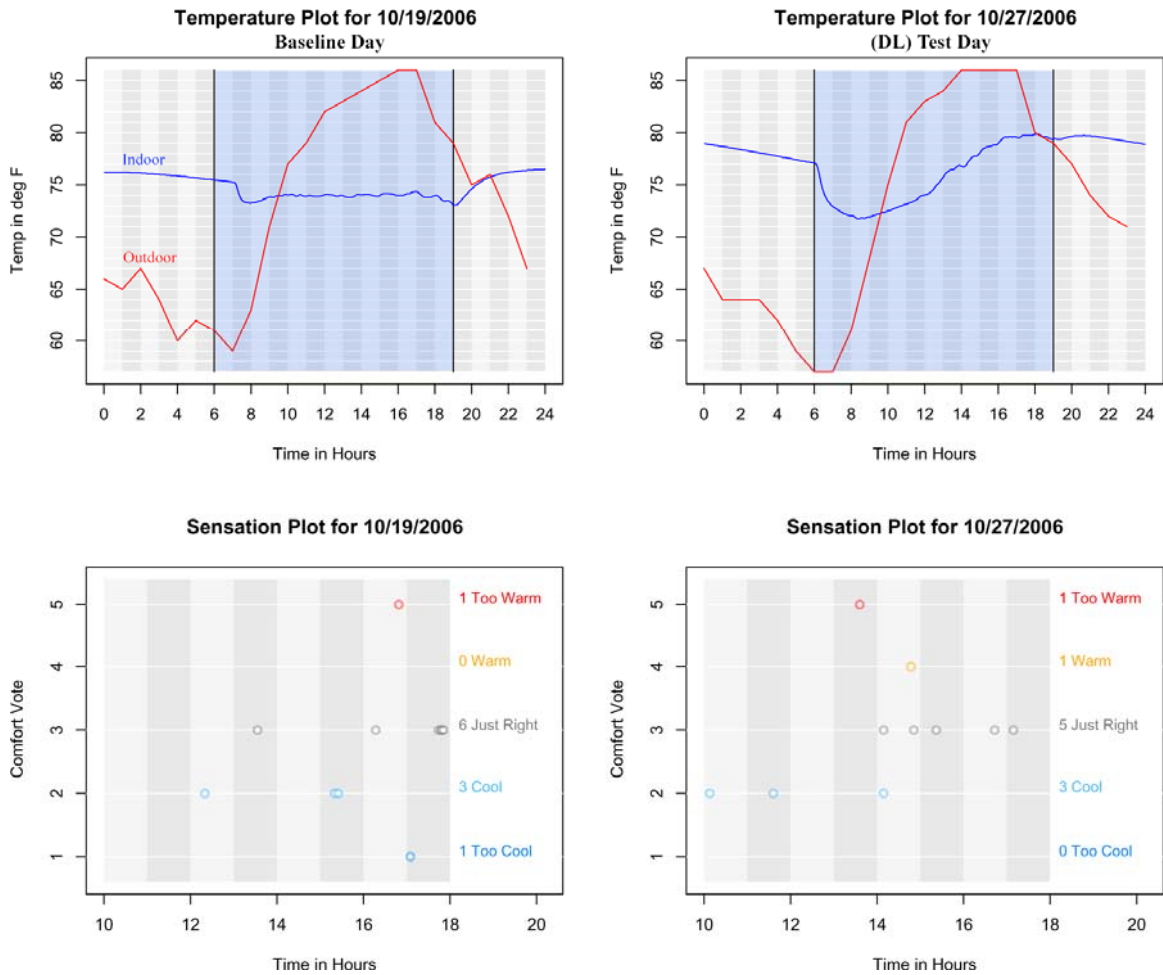 Temperature Plot for 10/19/2006
Baseline Day
Temp in deg F
85
80
75
70
65
60
Indoor
Outdoor
0 2 4 6 8 10 12 14 16 18 20 22 24
Time in Hours
Temperature Plot for 10/27/2006
(DL) Test Day
Temp in deg F
85
80
75
70
65
60
0 2 4 6 8 10 12 14 16 18 20 22 24
Time in Hours
Sensation Plot for 10/19/2006
Comfort Vote
5
4
3
2
1
1 Too Warm
0 Warm
6 Just Right
3 Cool
1 Too Cool
10 12 14 16 18 20
Time in Hours
Sensation Plot for 10/27/2006
Comfort Vote
5
4
3
2
1
1 Too Warm
1 Warm
5 Just Right
3 Cool
0 Too Cool
10 12 14 16 18 20
Time in Hours